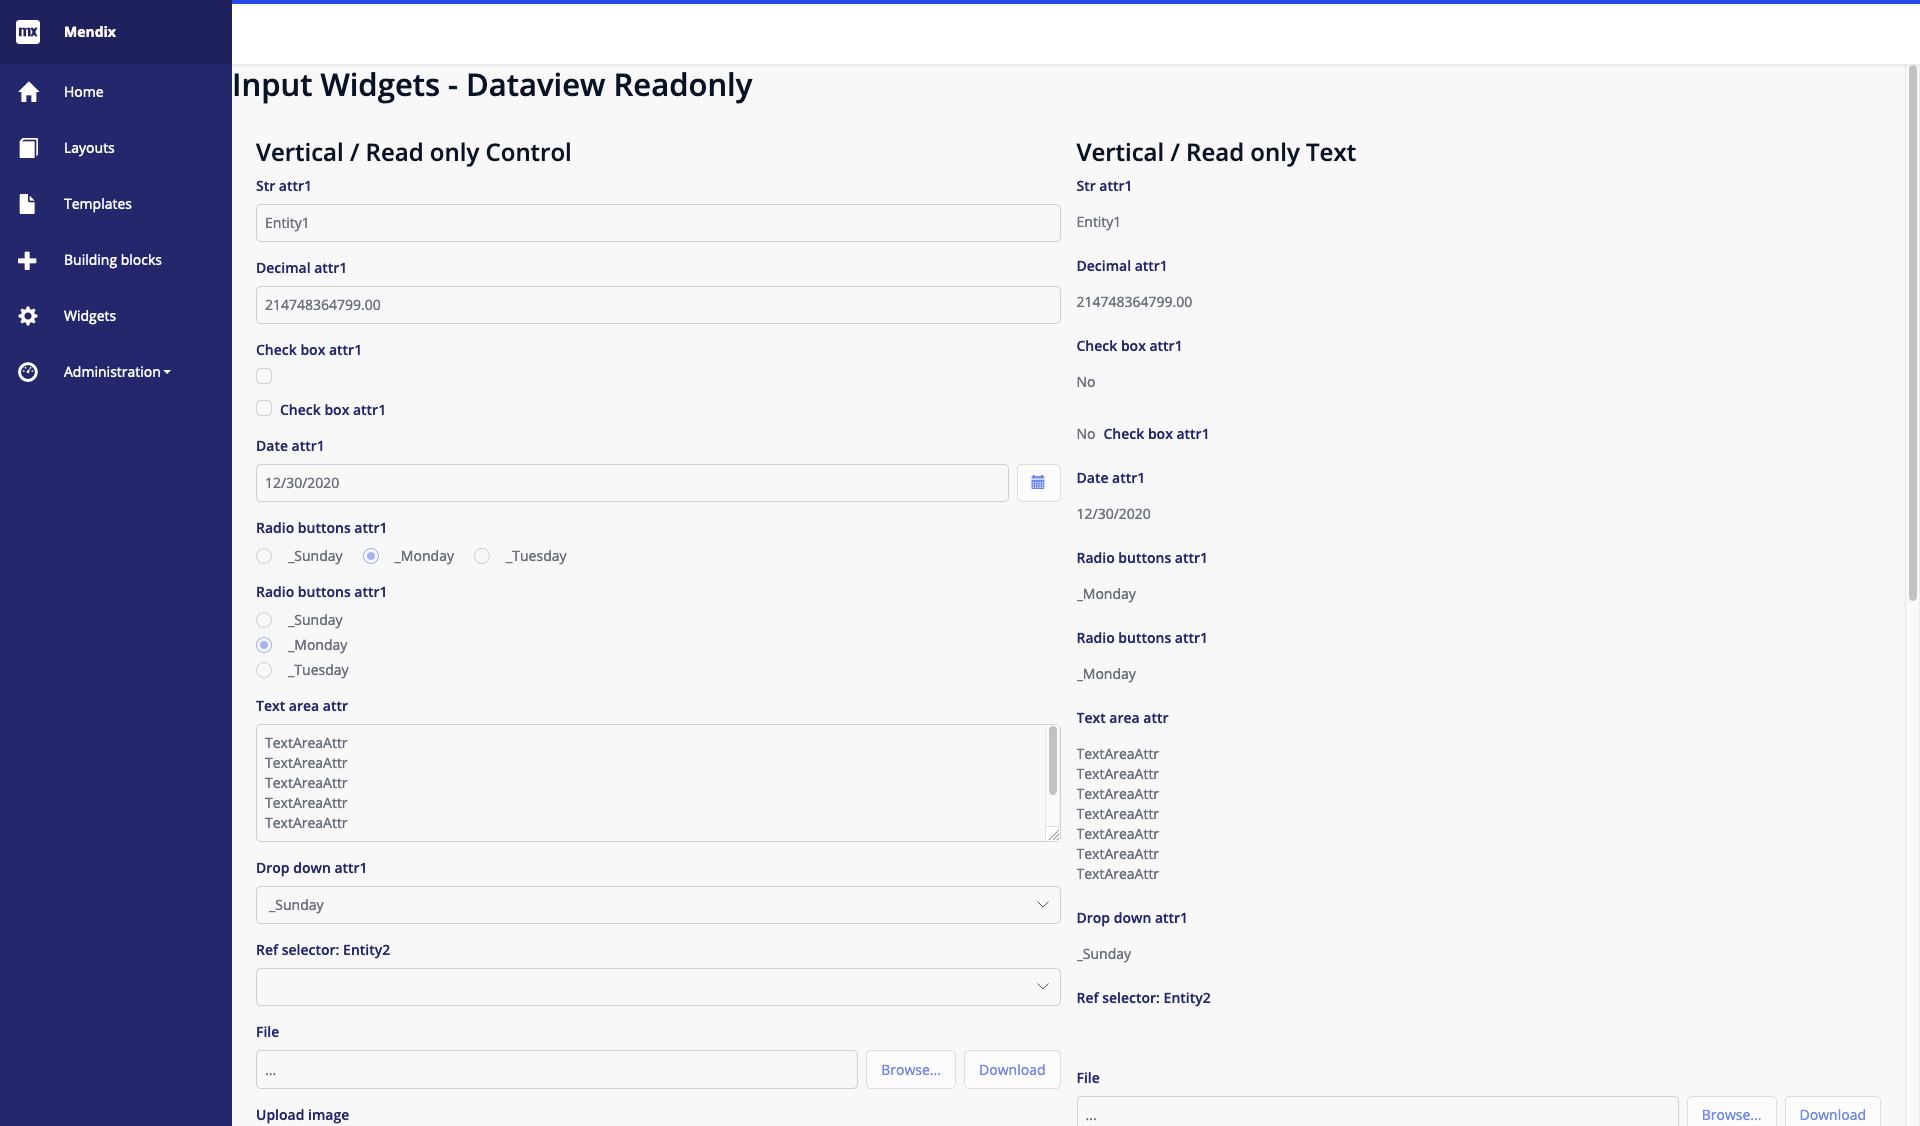 mx
Mendix
Home
Layouts
Templates
Building blocks
Widgets
Administration
Input Widgets - Dataview Readonly
Vertical / Read only Control
Str attr1
Entity1
Decimal attr1
214748364799.00
Check box attr1
Check box attr1
Date attr1
12/30/2020
Radio buttons attr1
_Sunday _Monday _Tuesday
Radio buttons attr1
_Sunday
_Monday
_Tuesday
Text area attr
TextAreaAttr
TextAreaAttr
TextAreaAttr
TextAreaAttr
TextAreaAttr
Drop down attr1
_Sunday
Ref selector: Entity2
File
... Browse... Download
Upload image
Vertical / Read only Text
Str attr1
Entity1
Decimal attr1
214748364799.00
Check box attr1
No
No Check box attr1
Date attr1
12/30/2020
Radio buttons attr1
_Monday
Radio buttons attr1
_Monday
Text area attr
TextAreaAttr
TextAreaAttr
TextAreaAttr
TextAreaAttr
TextAreaAttr
TextAreaAttr
TextAreaAttr
Drop down attr1
_Sunday
Ref selector: Entity2
File
... Browse... Download